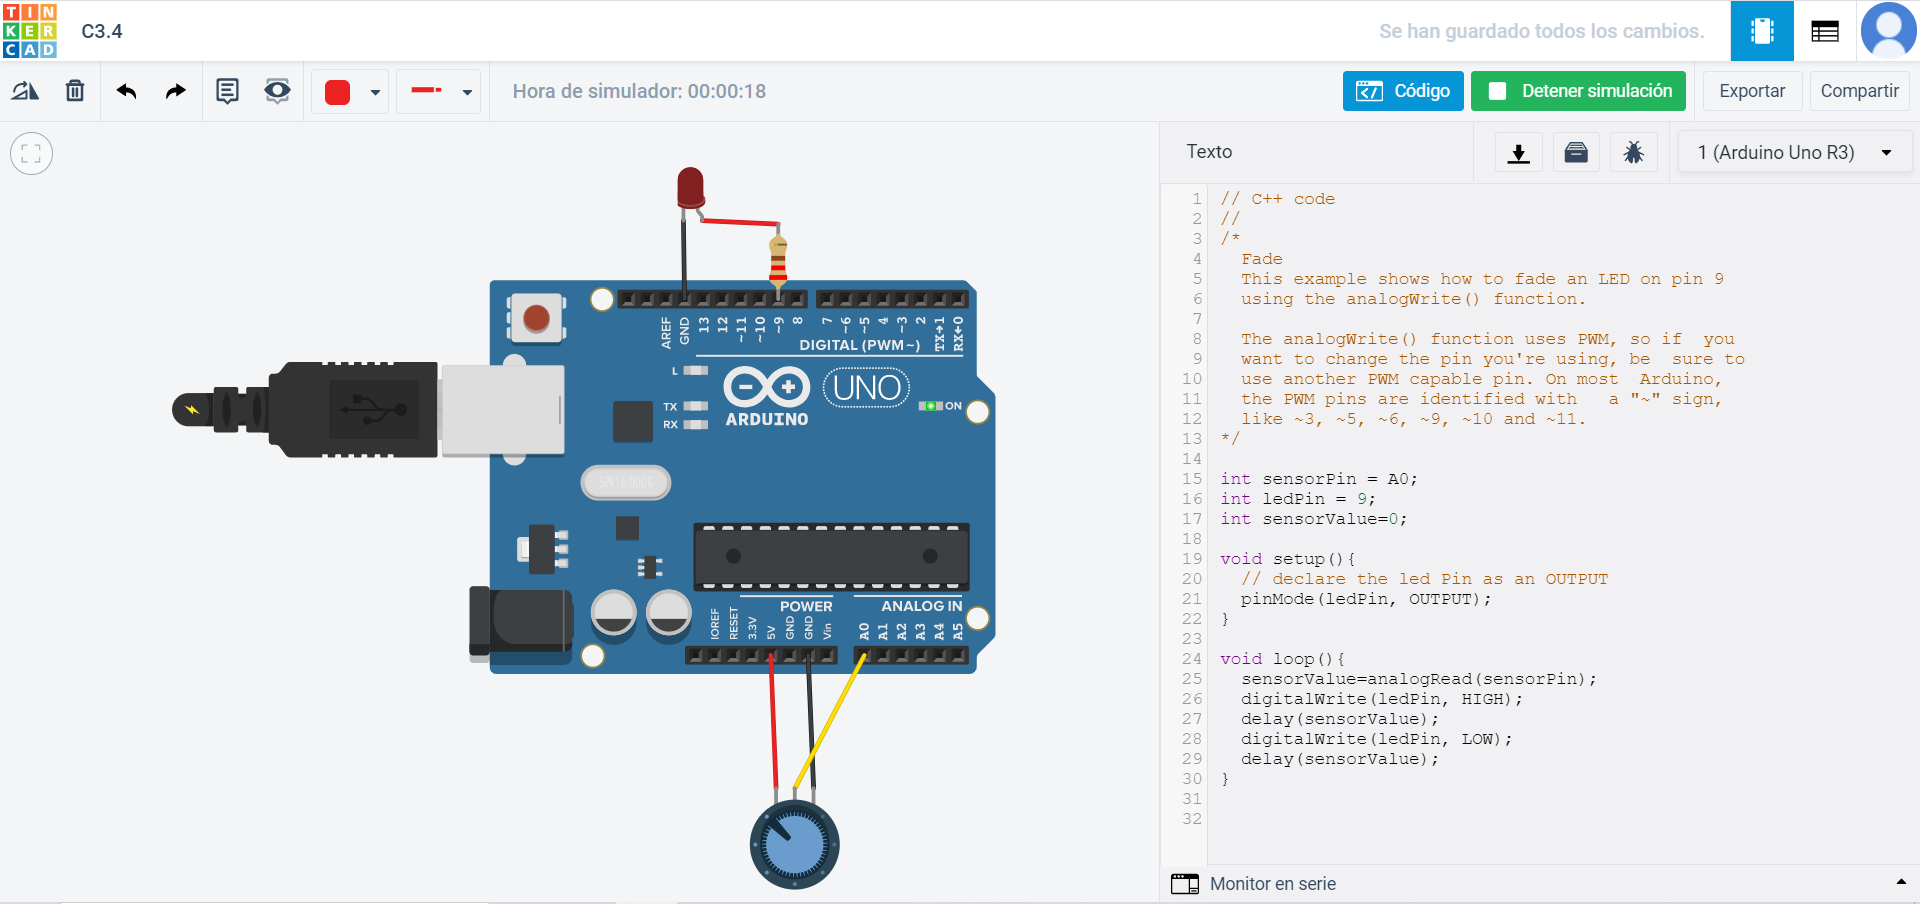 TINKERCAD
C3.4
Se han guardado todos los cambios.
Hora de simulador: 00:00:18
Código
Detener simulación
Exportar
Compartir
Texto
1 (Arduino Uno R3)
AREF
GND
13
12
~11
~10
~9
8
7
~6
~5
4
~3
2
TX→1
RX←0
DIGITAL (PWM~)
L
TX
RX
ARDUINO
UNO
ON
SPK16.000G
POWER
ANALOG IN
IOREF
RESET
3.3V
5V
GND
GND
Vin
A0
A1
A2
A3
A4
A5
1 // C++ code
2 //
3 /*
4 Fade
5 This example shows how to fade an LED on pin 9
6 using the analogWrite() function.
7
8 The analogWrite() function uses PWM, so if  you
9 want to change the pin you're using, be  sure to
10 use another PWM capable pin. On most  Arduino,
11 the PWM pins are identified with   a "~" sign,
12 like ~3, ~5, ~6, ~9, ~10 and ~11.
13 */
14
15 int sensorPin = A0;
16 int ledPin = 9;
17 int sensorValue=0;
18
19 void setup(){
20 // declare the led Pin as an OUTPUT
21 pinMode(ledPin, OUTPUT);
22 }
23
24 void loop(){
25 sensorValue=analogRead(sensorPin);
26 digitalWrite(ledPin, HIGH);
27 delay(sensorValue);
28 digitalWrite(ledPin, LOW);
29 delay(sensorValue);
30 }
31
32
Monitor en serie